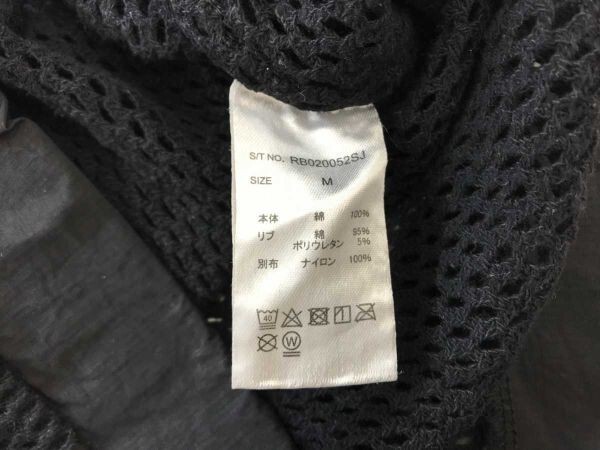 S/T NO. RB020052SJ
SIZE M
本体 綿 100%
リブ 綿 95%
ポリウレタン 5%
別布 ナイロン 100%
40
W